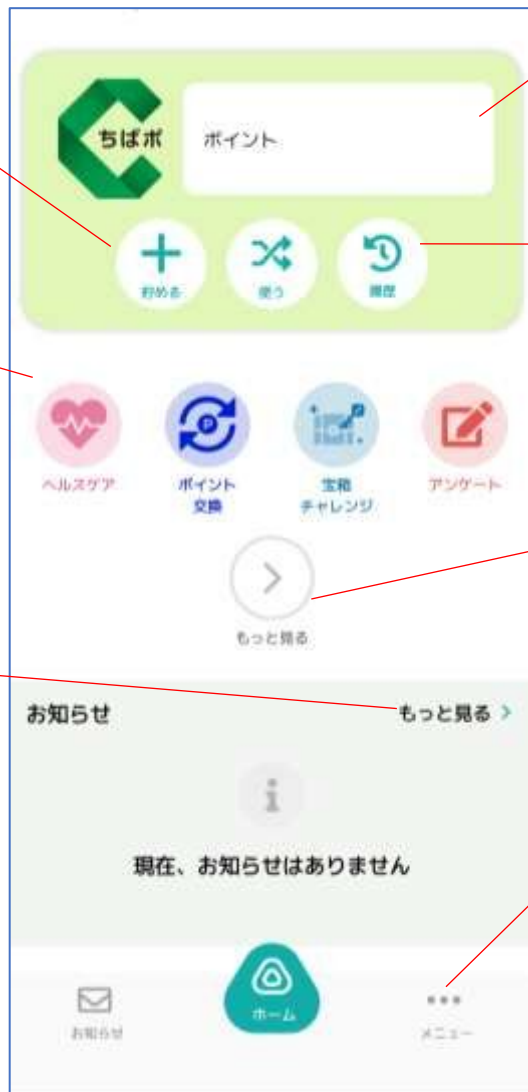 ちばポ
ポイント
貯める
使う
履歴
ヘルスケア
ポイント
交換
宝箱
チャレンジ
アンケート
もっと見る
お知らせ
もっと見る
現在、お知らせはありません
お知らせ
ホーム
メニュー